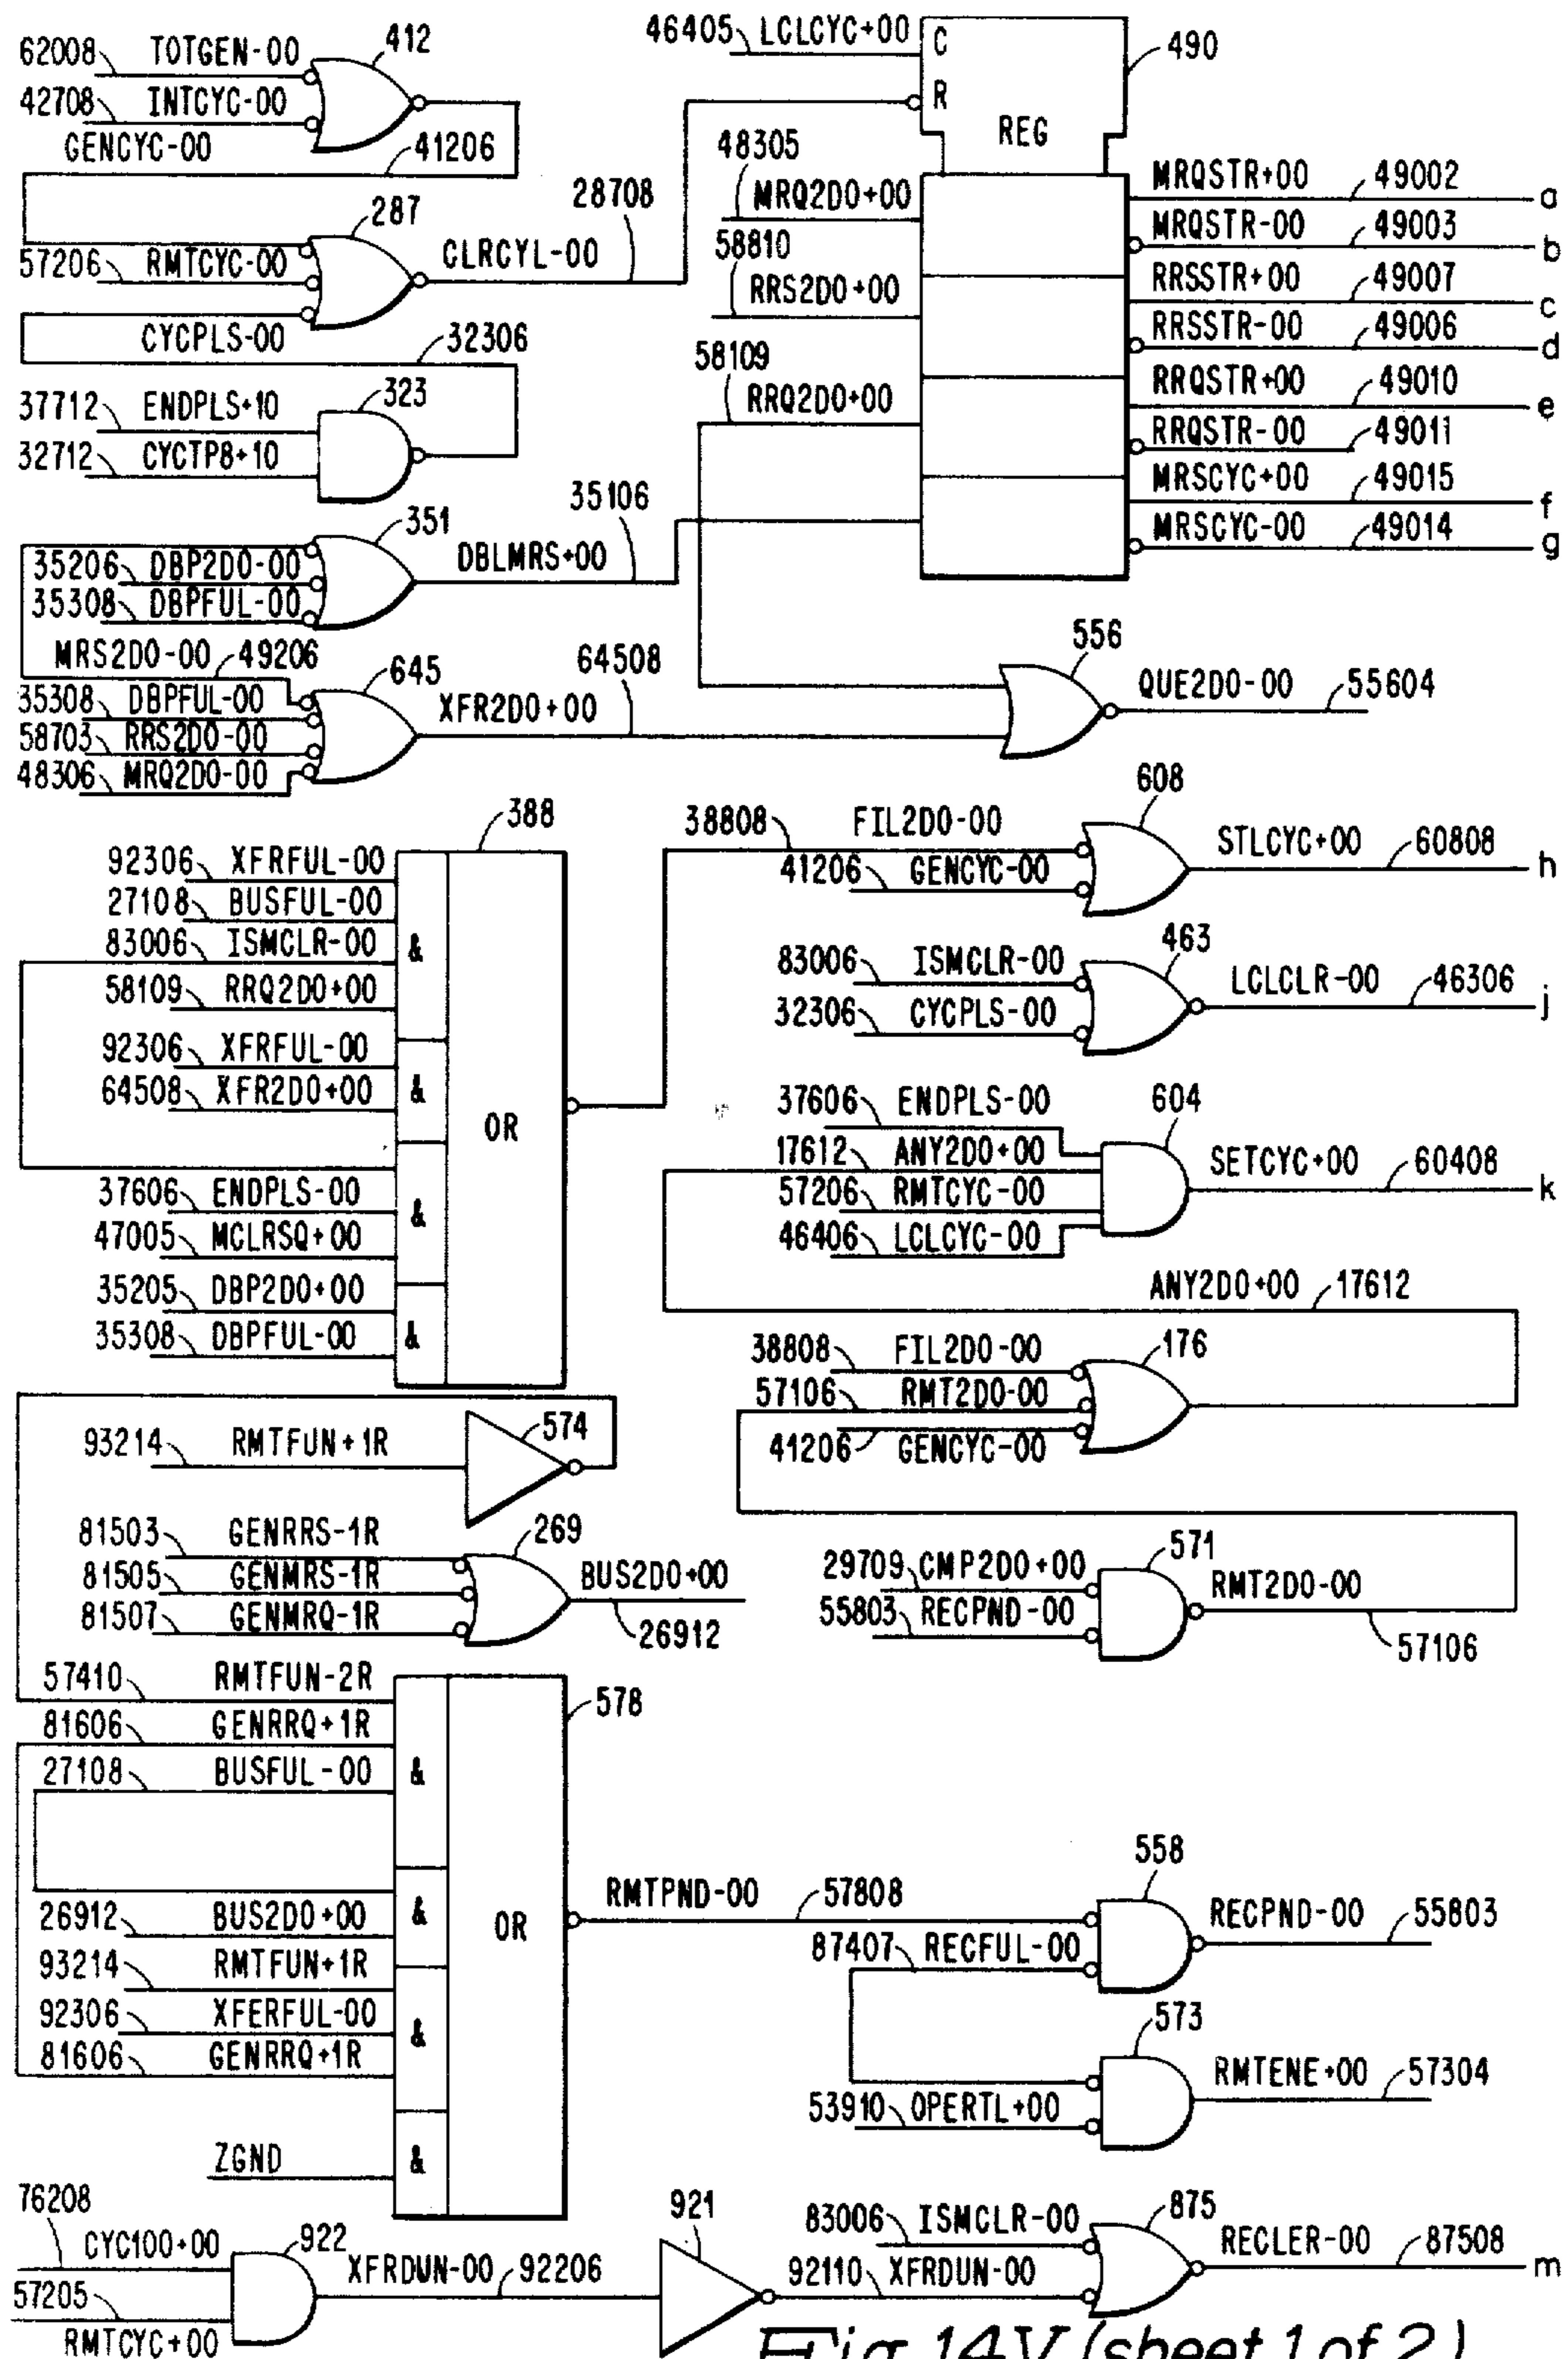 62008 TOTGEN-00
412
42708 INTCYC-00
GENCYC-00
41206
287
57206 RMTCYC-00
CLRCYL-00
28708
CYCPLS-00
32306
37712 ENDPLS+10
323
32712 CYCTP8+10
46405 LCLCYC+00
C
R
REG
490
48305
MRQ2D0+00
58810
RRS2D0+00
58109
RRQ2D0+00
MRQSTR+00 49002 a
MRQSTR-00 49003 b
RRSSTR+00 49007 c
RRSSTR-00 49006 d
RRQSTR+00 49010 e
RRQSTR-00 49011
MRSCYC+00 49015 f
MRSCYC-00 49014 g
351
35206 DBP2D0-00
35308 DBPFUL-00
DBLMRS+00
35106
MRS2D0-00 49206
645
35308 DBPFUL-00
58703 RRS2D0-00
48306 MRQ2D0-00
XFR2D0+00
64508
556
QUE2D0-00 55604
388
92306 XFRFUL-00
27108 BUSFUL-00
83006 ISMCLR-00
&
58109 RRQ2D0+00
92306 XFRFUL-00
64508 XFR2D0+00
&
OR
37606 ENDPLS-00
&
47005 MCLRSQ+00
35205 DBP2D0+00
35308 DBPFUL-00
&
608
38808 FIL2D0-00
41206 GENCYC-00
STLCYC+00 60808 h
463
83006 ISMCLR-00
32306 CYCPLS-00
LCLCLR-00 46306 j
37606 ENDPLS-00
604
17612 ANY2D0+00
57206 RMTCYC-00
46406 LCLCYC-00
SETCYC+00 60408 k
ANY2D0+00 17612
38808 FIL2D0-00
176
57106 RMT2D0-00
41206 GENCYC-00
93214 RMTFUN+1R
574
81503 GENRRS-1R
269
81505 GENMRS-1R
81507 GENMRQ-1R
BUS2D0+00
26912
29709 CMP2D0+00
571
55803 RECPND-00
RMT2D0-00
57106
57410 RMTFUN-2R
578
81606 GENRRQ+1R
27108 BUSFUL-00
&
26912 BUS2D0+00
&
OR
93214 RMTFUN+1R
92306 XFERFUL-00
&
81606 GENRRQ+1R
ZGND
&
RMTPND-00 57808
558
87407 RECFUL-00
RECPND-00 55803
573
53910 OPERTL+00
RMTENE+00 57304
76208
CYC100+00
922
57205
RMTCYC+00
XFRDUN-00 92206
921
83006 ISMCLR-00
875
92110 XFRDUN-00
RECLER-00 87508 m
Fig. 14V (sheet 1 of 2)